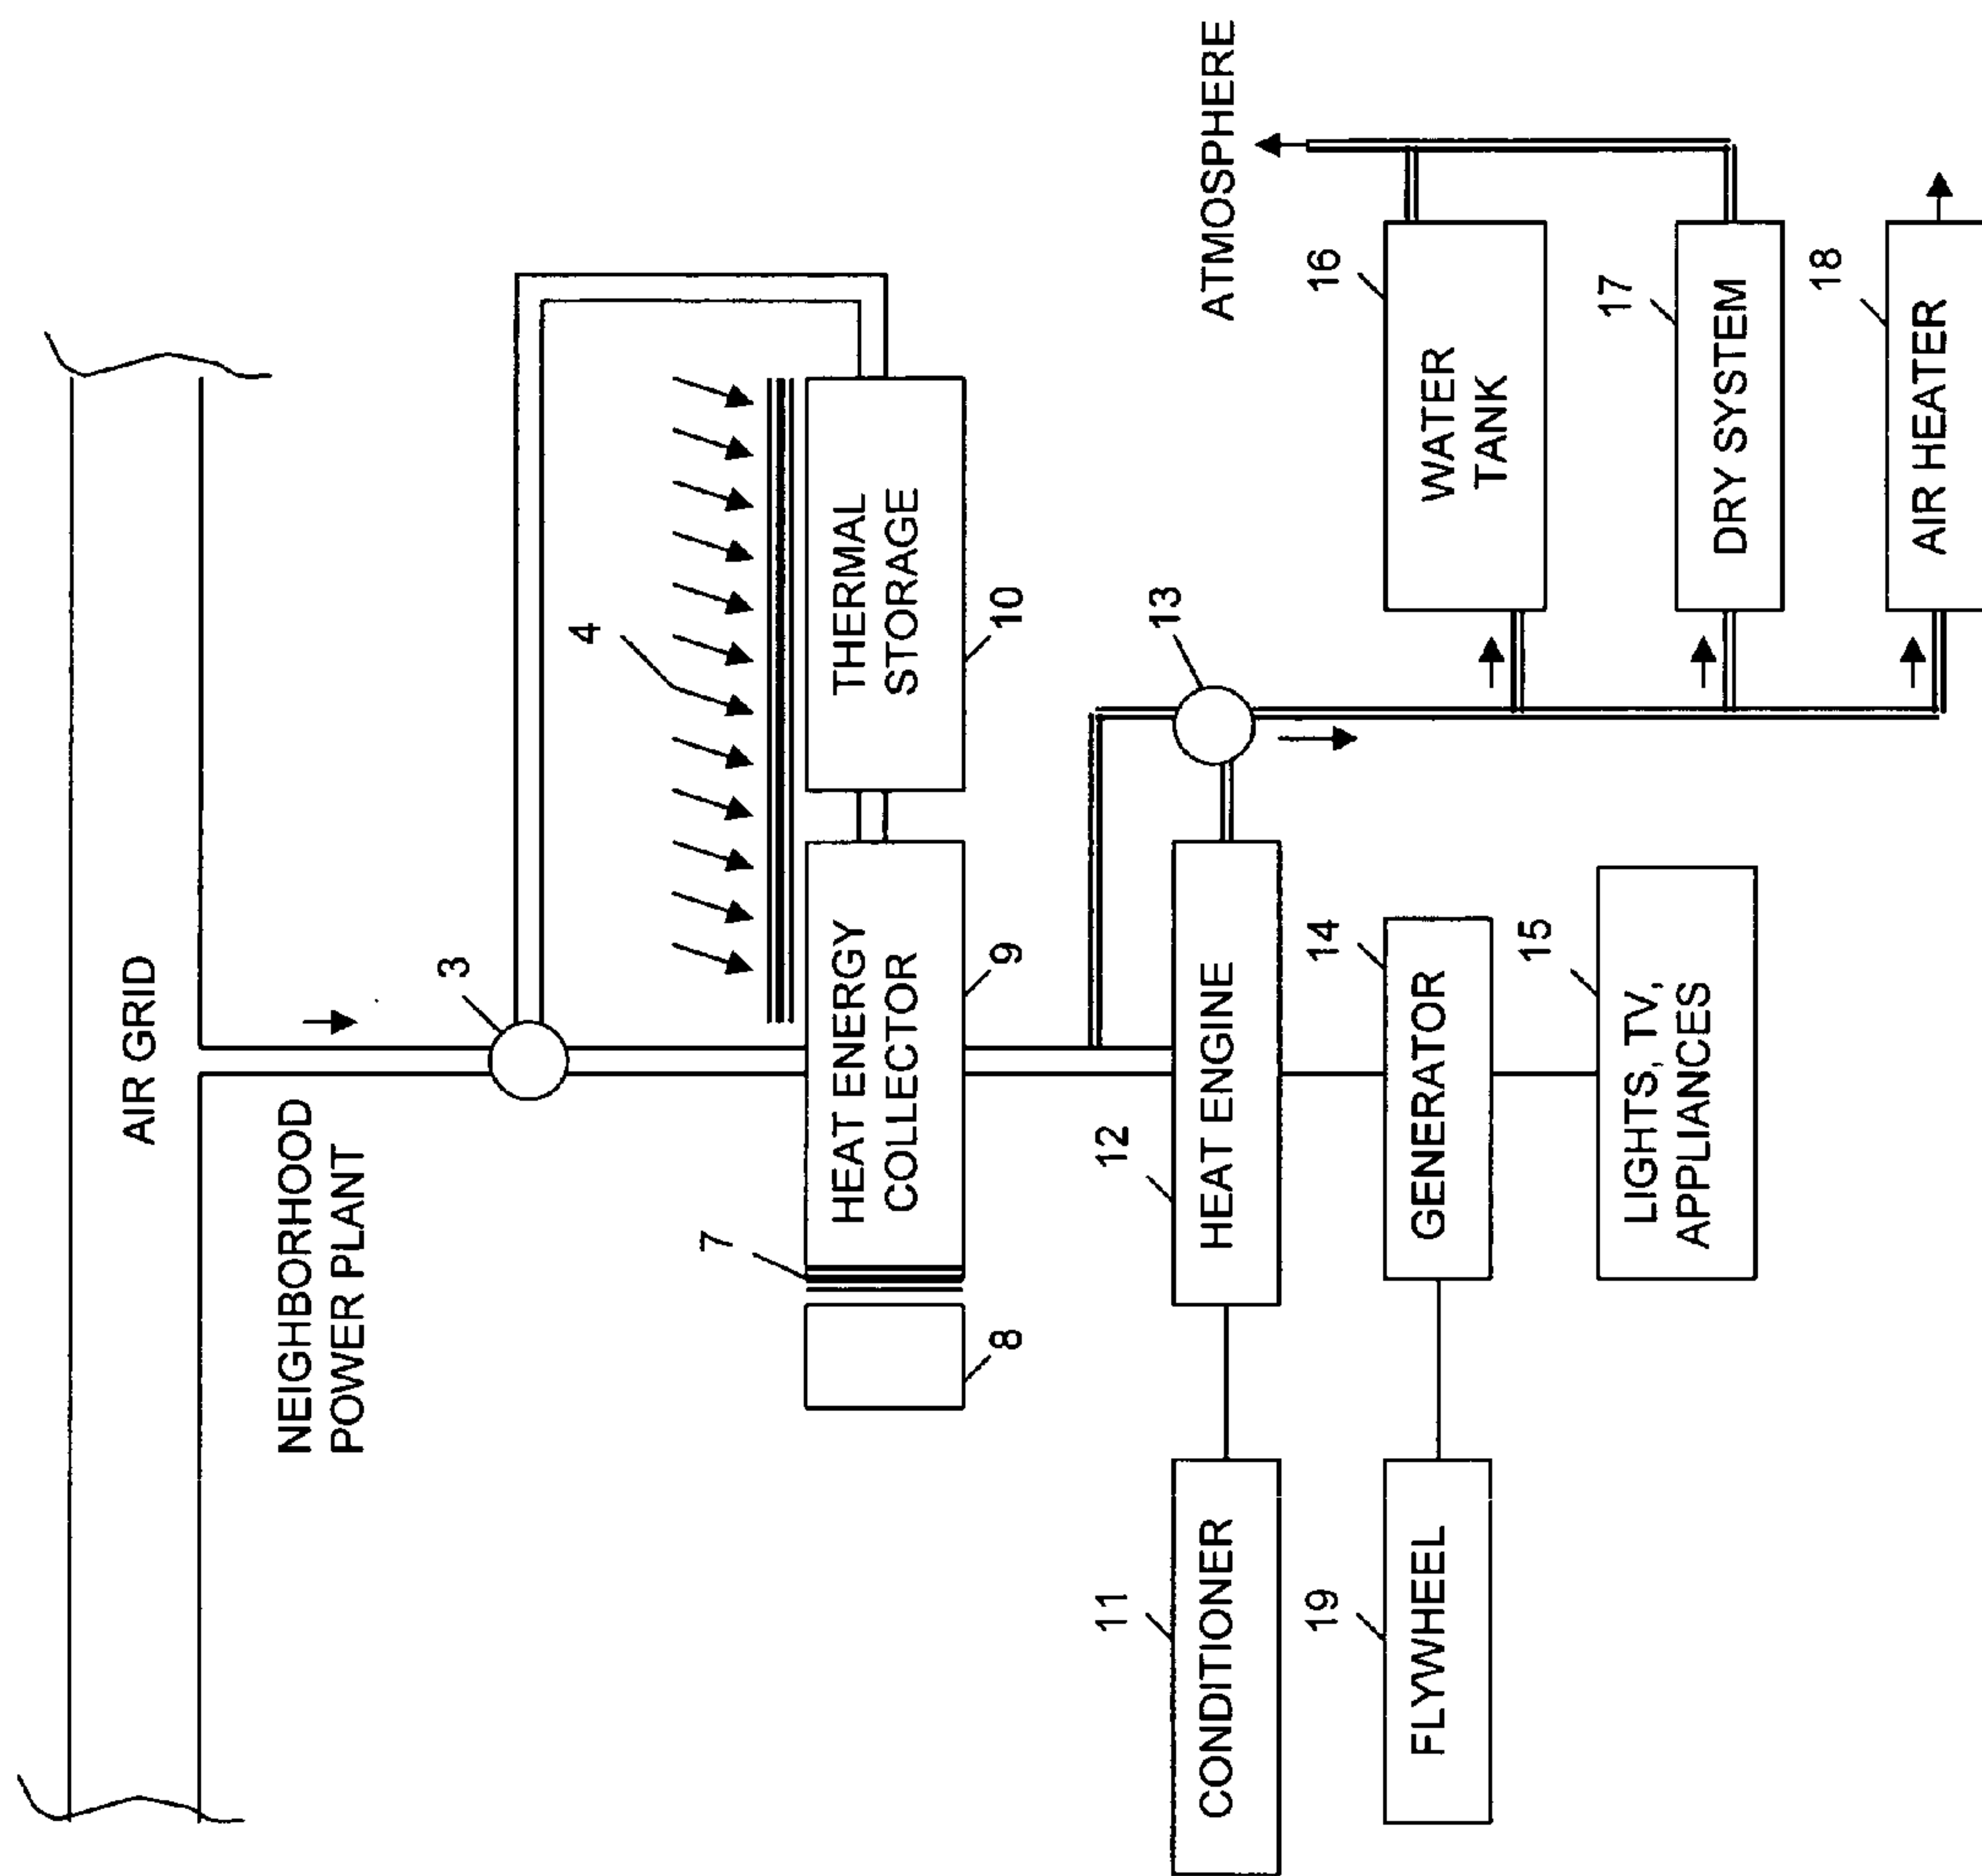 AIR GRID
NEIGHBORHOOD
POWER PLANT
3
4
7
8
HEAT ENERGY
COLLECTOR
9
THERMAL
STORAGE
10
11
CONDITIONER
12
HEAT ENGINE
13
19
FLYWHEEL
14
GENERATOR
15
LIGHTS, TV,
APPLIANCES
ATMOSPHERE
16
WATER
TANK
17
DRY SYSTEM
18
AIR HEATER